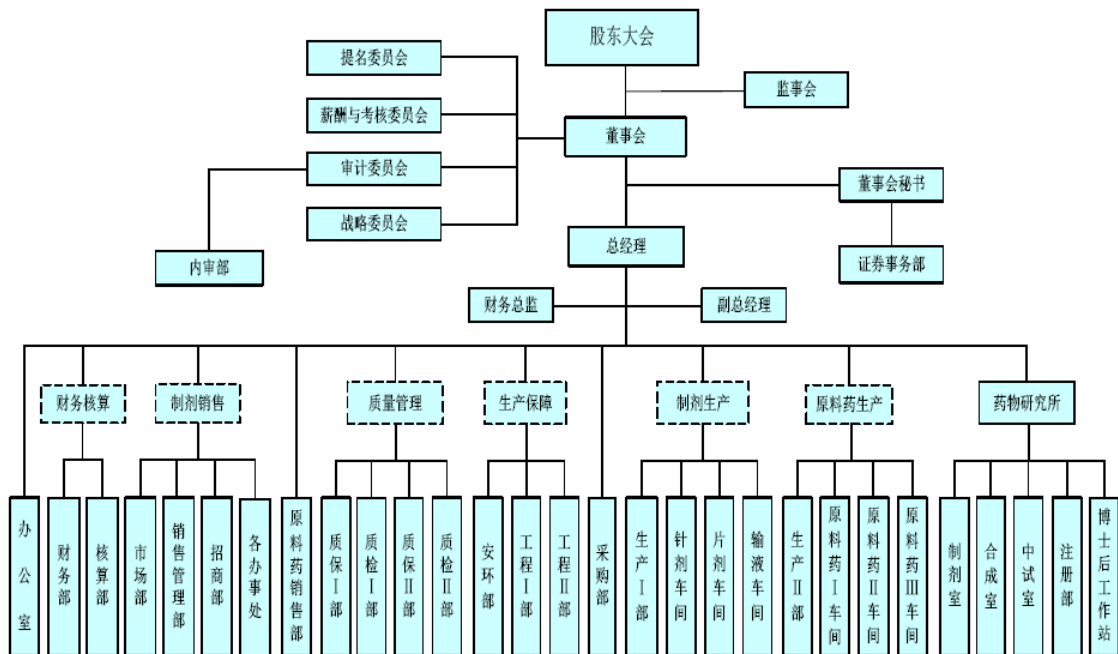 股东大会
提名委员会
监事会
薪酬与考核委员会
董事会
审计委员会
董事会秘书
战略委员会
总经理
内审部
证券事务部
财务总监
副总经理
财务核算
制剂销售
质量管理
生产保障
制剂生产
原料药生产
药物研究所
办公室
财务部
核算部
市场部
销售管理部
招商部
各办事处
原料药销售部
质保Ⅰ部
质检Ⅰ部
质保Ⅱ部
质检Ⅱ部
安环部
工程Ⅰ部
工程Ⅱ部
采购部
生产Ⅰ部
针剂车间
片剂车间
输液车间
生产Ⅱ部
原料药Ⅰ车间
原料药Ⅱ车间
原料药Ⅲ车间
制剂室
合成室
中试室
注册部
博士后工作站